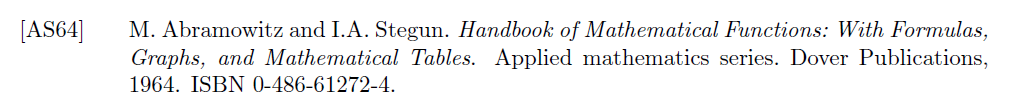 [AS64] M. Abramowitz and I.A. Stegun. Handbook of Mathematical Functions: With Formulas,
Graphs, and Mathematical Tables. Applied mathematics series. Dover Publications,
1964. ISBN 0-486-61272-4.